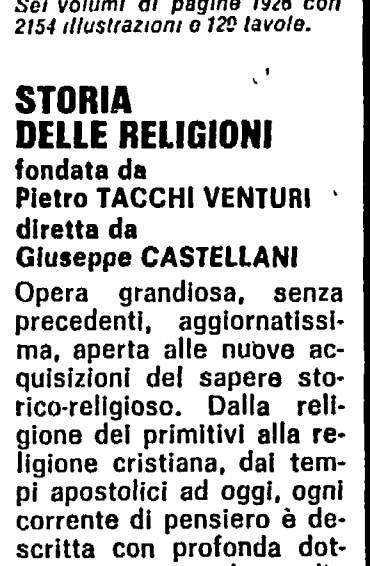 Sei volumi di pagine 1926 con
2154 illustrazioni e 129 tavole.
STORIA
DELLE RELIGIONI
fondata da
Pietro TACCHI VENTURI
diretta da
Giuseppe CASTELLANI
Opera grandiosa, senza
precedenti, aggiornatissi-
ma, aperta alle nuove ac-
quisizioni del sapere sto-
rico-religioso. Dalla reli-
gione dei primitivi alla re-
ligione cristiana, dai tem-
pi apostolici ad oggi, ogni
corrente di pensiero è de-
scritta con profonda dot-